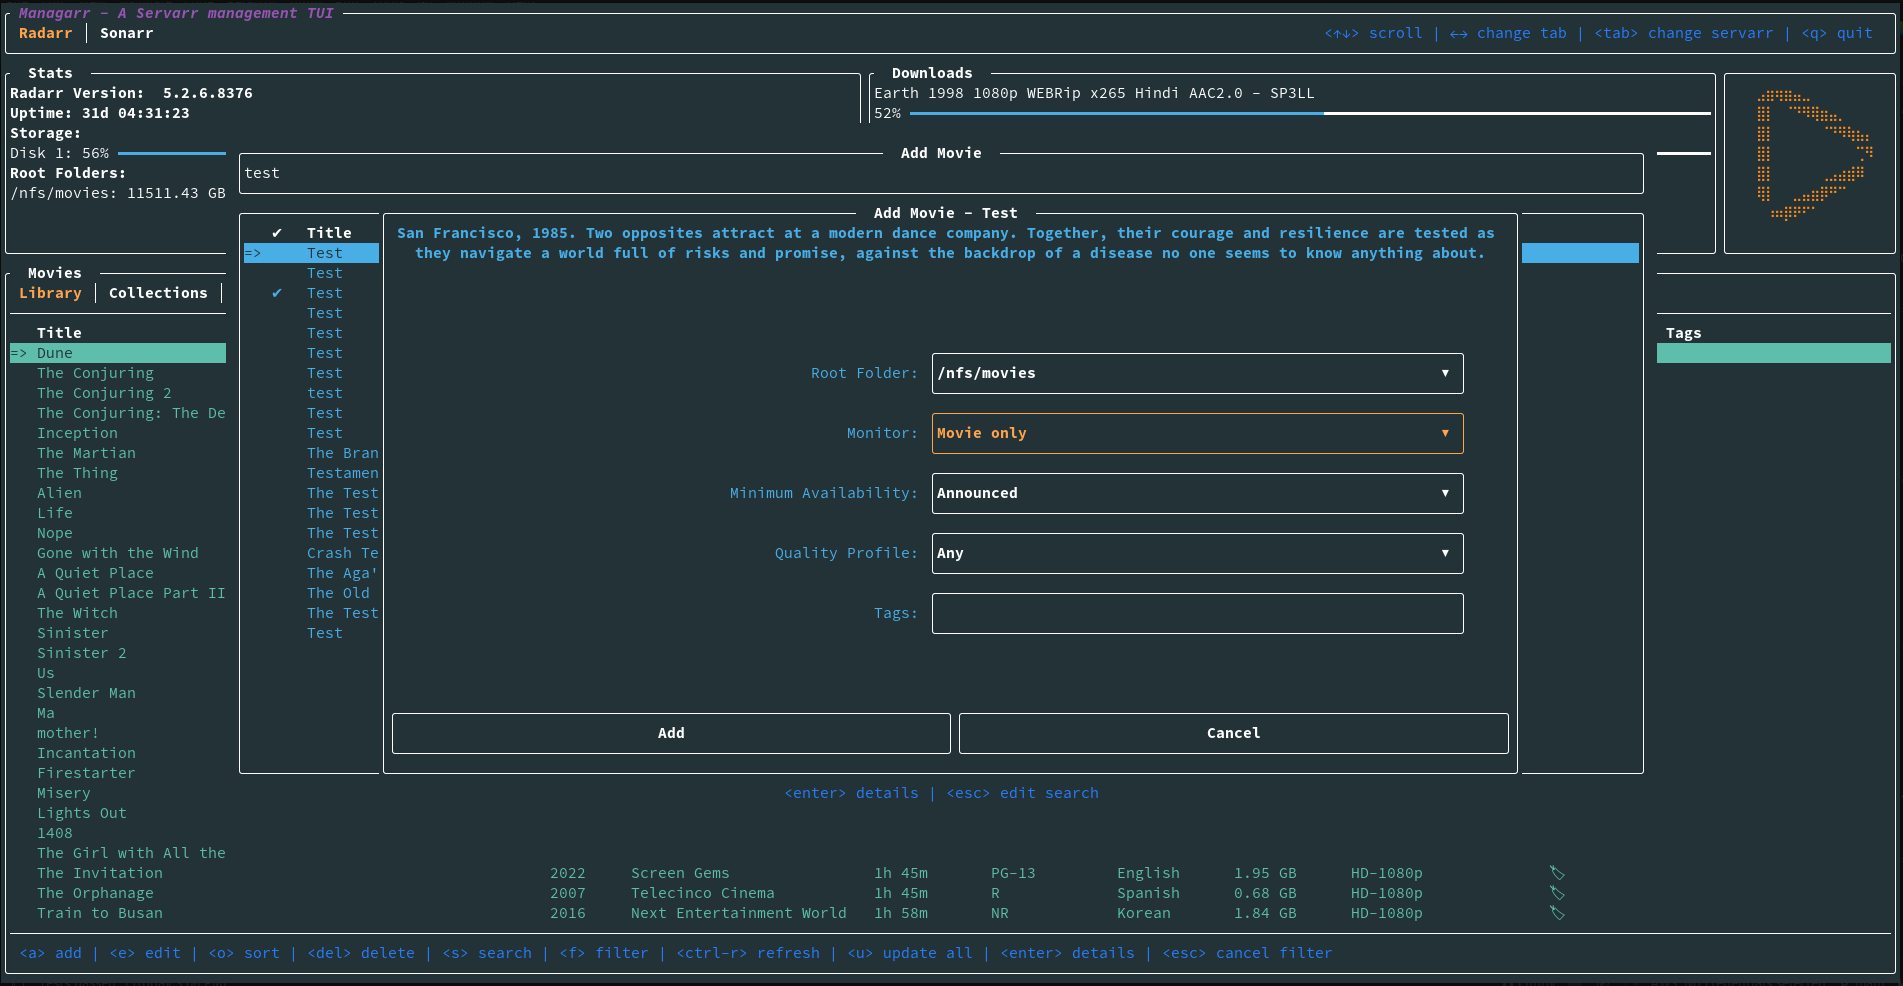 Managarr - A Servarr management TUI
Radarr | Sonarr
<↑↓> scroll | ↔ change tab | <tab> change servarr | <q> quit
Stats
Radarr Version:  5.2.6.8376
Uptime: 31d 04:31:23
Storage:
Disk 1: 56%
Root Folders:
/nfs/movies: 11511.43 GB
Downloads
Earth 1998 1080p WEBRip x265 Hindi AAC2.0 - SP3LL
52%
Add Movie
test
✔ Title
=> Test
Test
✔ Test
Test
Test
Test
Test
test
Test
Test
The Bran
Testamen
The Test
The Test
The Test
Crash Te
The Aga'
The Old
The Test
Test
Add Movie - Test
San Francisco, 1985. Two opposites attract at a modern dance company. Together, their courage and resilience are tested as
they navigate a world full of risks and promise, against the backdrop of a disease no one seems to know anything about.
Root Folder: /nfs/movies ▼
Monitor: Movie only ▼
Minimum Availability: Announced ▼
Quality Profile: Any ▼
Tags:
Add
Cancel
<enter> details | <esc> edit search
Movies
Library | Collections |
Title
Tags
=> Dune
The Conjuring
The Conjuring 2
The Conjuring: The De
Inception
The Martian
The Thing
Alien
Life
Nope
Gone with the Wind
A Quiet Place
A Quiet Place Part II
The Witch
Sinister
Sinister 2
Us
Slender Man
Ma
mother!
Incantation
Firestarter
Misery
Lights Out
1408
The Girl with All the
The Invitation 2022 Screen Gems 1h 45m PG-13 English 1.95 GB HD-1080p
The Orphanage 2007 Telecinco Cinema 1h 45m R Spanish 0.68 GB HD-1080p
Train to Busan 2016 Next Entertainment World 1h 58m NR Korean 1.84 GB HD-1080p
<a> add | <e> edit | <o> sort | <del> delete | <s> search | <f> filter | <ctrl-r> refresh | <u> update all | <enter> details | <esc> cancel filter